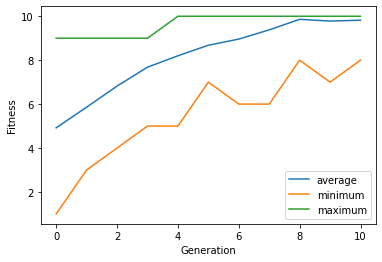 10
8
6
4
2
Fitness
average
minimum
maximum
0 2 4 6 8 10
Generation